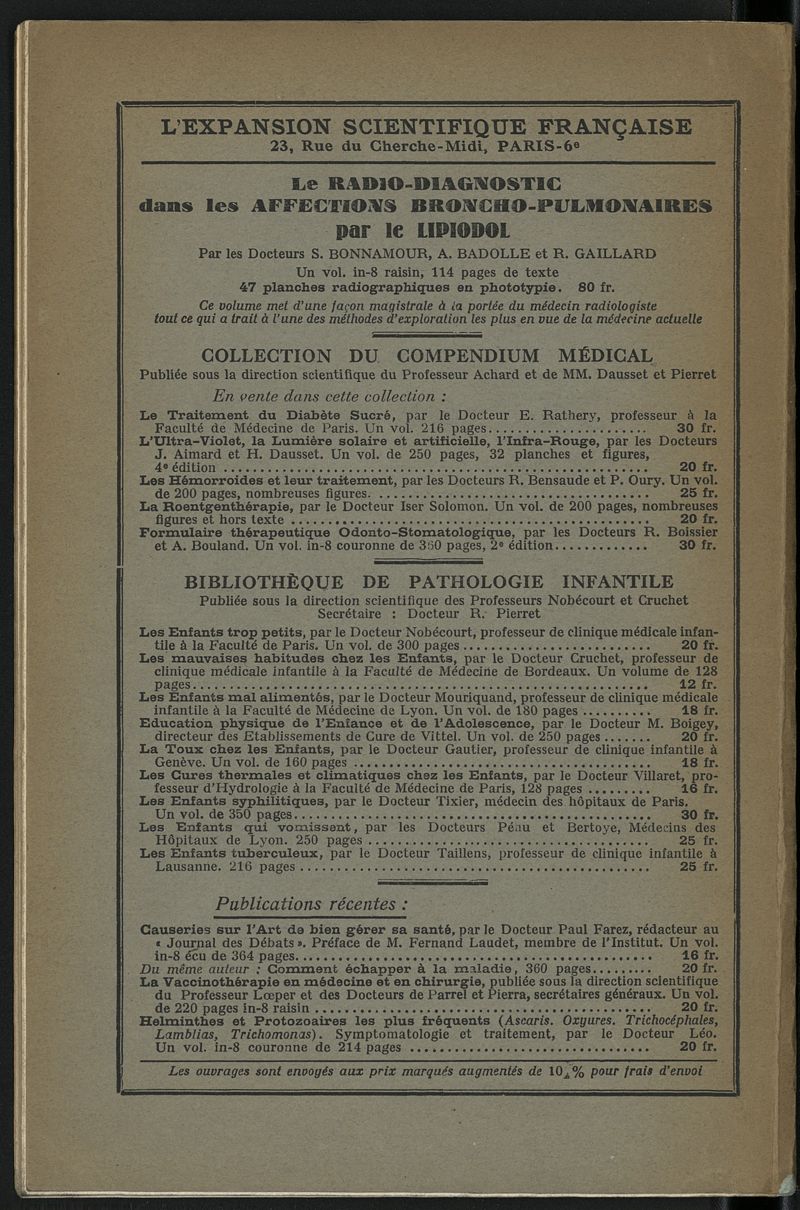 L'EXPANSION SCIENTIFIQUE FRANÇAISE
23, Rue du Cherche-Midi, PARIS-6e
Le RADIO-DIAGNOSTIC
dans les AFFECTIONS BRONCHO-PULMONAIRES
par le LIPIODOL
Par les Docteurs S. BONNAMOUR, A. BADOLLE et R. GAILLARD
Un vol. in-8 raisin, 114 pages de texte
47 planches radiographiques en phototypie. 80 fr.
Ce volume met d'une façon magistrale à la portée du médecin radiologiste
tout ce qui a trait à l'une des méthodes d'exploration les plus en vue de la médecine actuelle
COLLECTION DU COMPENDIUM MÉDICAL
Publiée sous la direction scientifique du Professeur Achard et de MM. Dausset et Pierret
En vente dans cette collection :
Le Traitement du Diabète Sucré, par le Docteur E. Rathery, professeur à la
Faculté de Médecine de Paris. Un vol. 216 pages...................... 30 fr.
L'Ultra-Violet, la Lumière solaire et artificielle, l'Infra-Rouge, par les Docteurs
J. Aimard et H. Dausset. Un vol. de 250 pages, 32 planches et figures,
4e édition ........................................................ 20 fr.
Les Hémorroides et leur traitement, par les Docteurs R. Bensaude et P. Oury. Un vol.
de 200 pages, nombreuses figures. .................................... 25 fr.
La Roentgenthérapie, par le Docteur Iser Solomon. Un vol. de 200 pages, nombreuses
figures et hors texte ............................................... 20 fr.
Formulaire thérapeutique Odonto-Stomatologique, par les Docteurs R. Boissier
et A. Bouland. Un vol. in-8 couronne de 360 pages, 2e édition............. 30 fr.
BIBLIOTHÈQUE DE PATHOLOGIE INFANTILE
Publiée sous la direction scientifique des Professeurs Nobécourt et Cruchet
Secrétaire : Docteur R. Pierret
Les Enfants trop petits, par le Docteur Nobécourt, professeur de clinique médicale infan-
tile à la Faculté de Paris. Un vol. de 300 pages ......................... 20 fr.
Les mauvaises habitudes chez les Enfants, par le Docteur Cruchet, professeur de
clinique médicale infantile à la Faculté de Médecine de Bordeaux. Un volume de 128
pages............................................................. 12 fr.
Les Enfants mal alimentés, par le Docteur Mouriquand, professeur de clinique médicale
infantile à la Faculté de Médecine de Lyon. Un vol. de 180 pages .......... 18 fr.
Education physique de l'Enfance et de l'Adolescence, par le Docteur M. Boigey,
directeur des Etablissements de Cure de Vittel. Un vol. de 250 pages ....... 20 fr.
La Toux chez les Enfants, par le Docteur Gautier, professeur de clinique infantile à
Genève. Un vol. de 160 pages ........................................ 18 fr.
Les Cures thermales et climatiques chez les Enfants, par le Docteur Villaret, pro-
fesseur d'Hydrologie à la Faculté de Médecine de Paris, 128 pages ......... 16 fr.
Les Enfants syphilitiques, par le Docteur Tixier, médecin des hôpitaux de Paris.
Un vol. de 350 pages................................................ 30 fr.
Les Enfants qui vomissent, par les Docteurs Péhu et Bertoye, Médecins des
Hôpitaux de Lyon. 250 pages ...................................... 25 fr.
Les Enfants tuberculeux, par le Docteur Taillens, professeur de clinique infantile à
Lausanne. 216 pages ............................................... 25 fr.
Publications récentes :
Causeries sur l'Art de bien gérer sa santé, par le Docteur Paul Farez, rédacteur au
« Journal des Débats ». Préface de M. Fernand Laudet, membre de l'Institut. Un vol.
in-8 écu de 364 pages................................................ 16 fr.
Du même auteur : Comment échapper à la maladie, 360 pages......... 20 fr.
La Vaccinothérapie en médecine et en chirurgie, publiée sous la direction scientifique
du Professeur Lœper et des Docteurs de Parrel et Pierra, secrétaires généraux. Un vol.
de 220 pages in-8 raisin ............................................. 20 fr.
Helminthes et Protozoaires les plus fréquents (Ascaris. Oxyures. Trichocéphales,
Lamblias, Trichomonas). Symptomatologie et traitement, par le Docteur Léo.
Un vol. in-8 couronne de 214 pages ................................ 20 fr.
Les ouvrages sont envoyés aux prix marqués augmentés de 10 % pour frais d'envoi